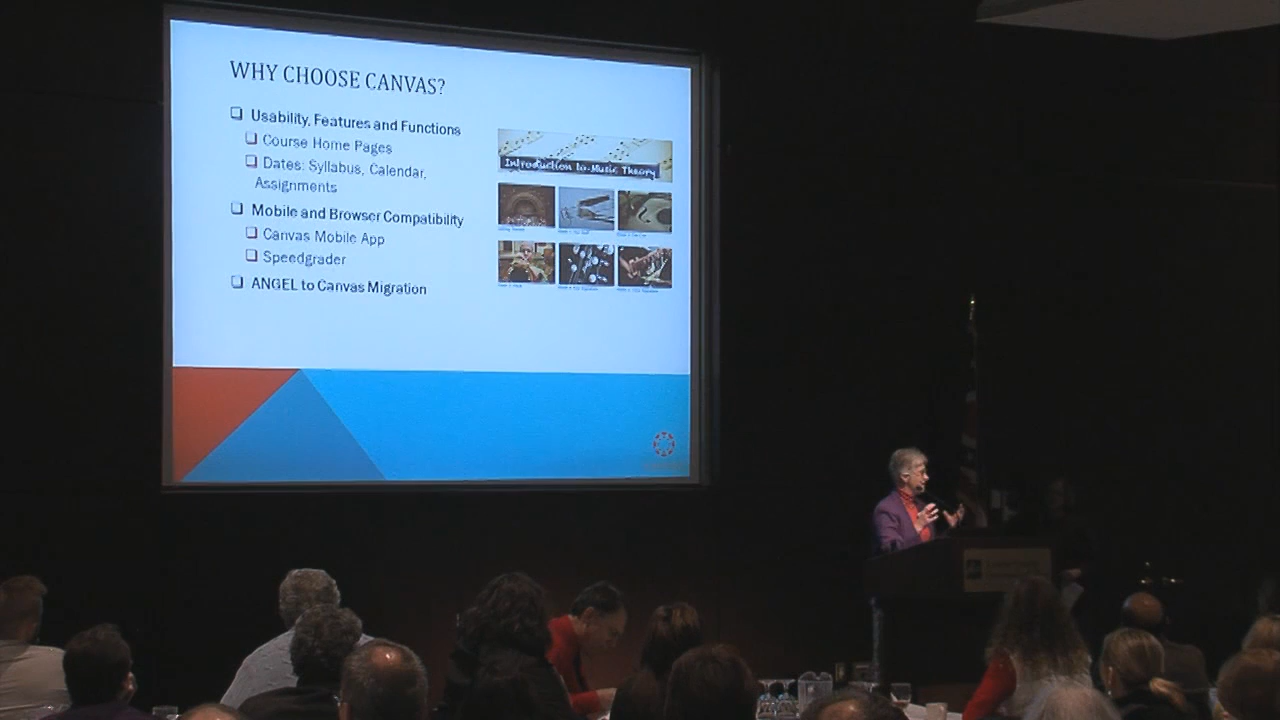 WHY CHOOSE CANVAS?
Usability, Features and Functions
Course Home Pages
Dates: Syllabus, Calendar,
Assignments
Mobile and Browser Compatibility
Canvas Mobile App
Speedgrader
ANGEL to Canvas Migration
Introduction to Music Theory